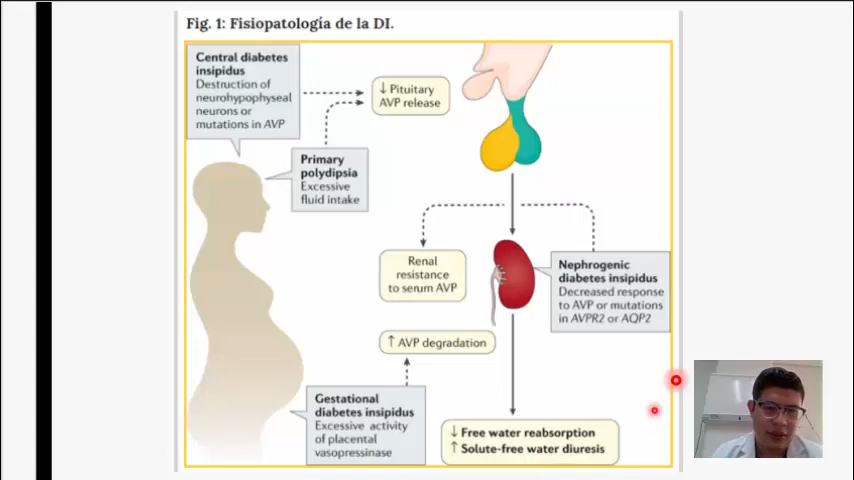 Fig. 1: Fisiopatología de la DI.
Central diabetes
insipidus
Destruction of
neurohypophyseal
neurons or
mutations in AVP
↓ Pituitary
AVP release
Primary
polydipsia
Excessive
fluid intake
Renal
resistance
to serum AVP
Nephrogenic
diabetes insipidus
Decreased response
to AVP or mutations
in AVPR2 or AQP2
↑ AVP degradation
Gestational
diabetes insipidus
Excessive activity
of placental
vasopressinase
↓ Free water reabsorption
↑ Solute-free water diuresis